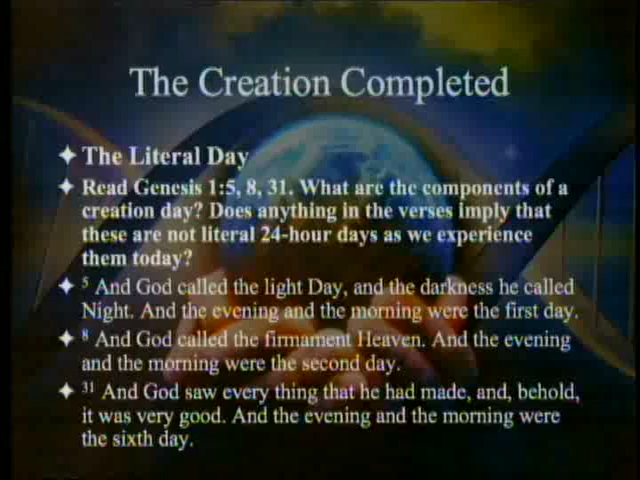 The Creation Completed
✦ The Literal Day
✦ Read Genesis 1:5, 8, 31. What are the components of a
creation day? Does anything in the verses imply that
these are not literal 24-hour days as we experience
them today?
✦ 5 And God called the light Day, and the darkness he called
Night. And the evening and the morning were the first day.
✦ 8 And God called the firmament Heaven. And the evening
and the morning were the second day.
✦ 31 And God saw every thing that he had made, and, behold,
it was very good. And the evening and the morning were
the sixth day.